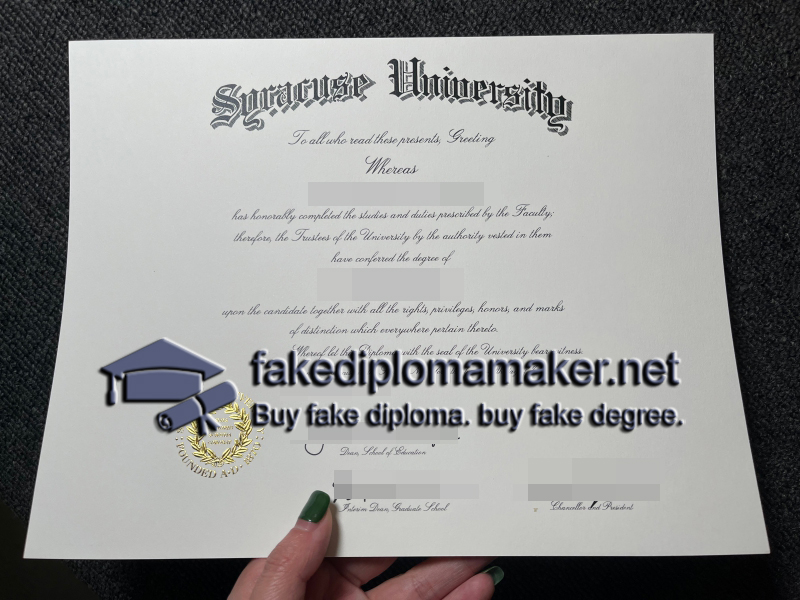 Syracuse University
To all who read these presents, Greeting
Whereas
has honorably completed the studies and duties prescribed by the Faculty;
therefore, the Trustees of the University by the authority vested in them
have conferred the degree of
upon the candidate together with all the rights, privileges, honors, and marks
of distinction which everywhere pertain thereto.
Whereof let the Diploma with the seal of the University bear witness.
fakediplomamaker.net
Buy fake diploma. buy fake degree.
FOUNDED A·D·
Dean, School of Education
Interim Dean, Graduate School
Chancellor and President